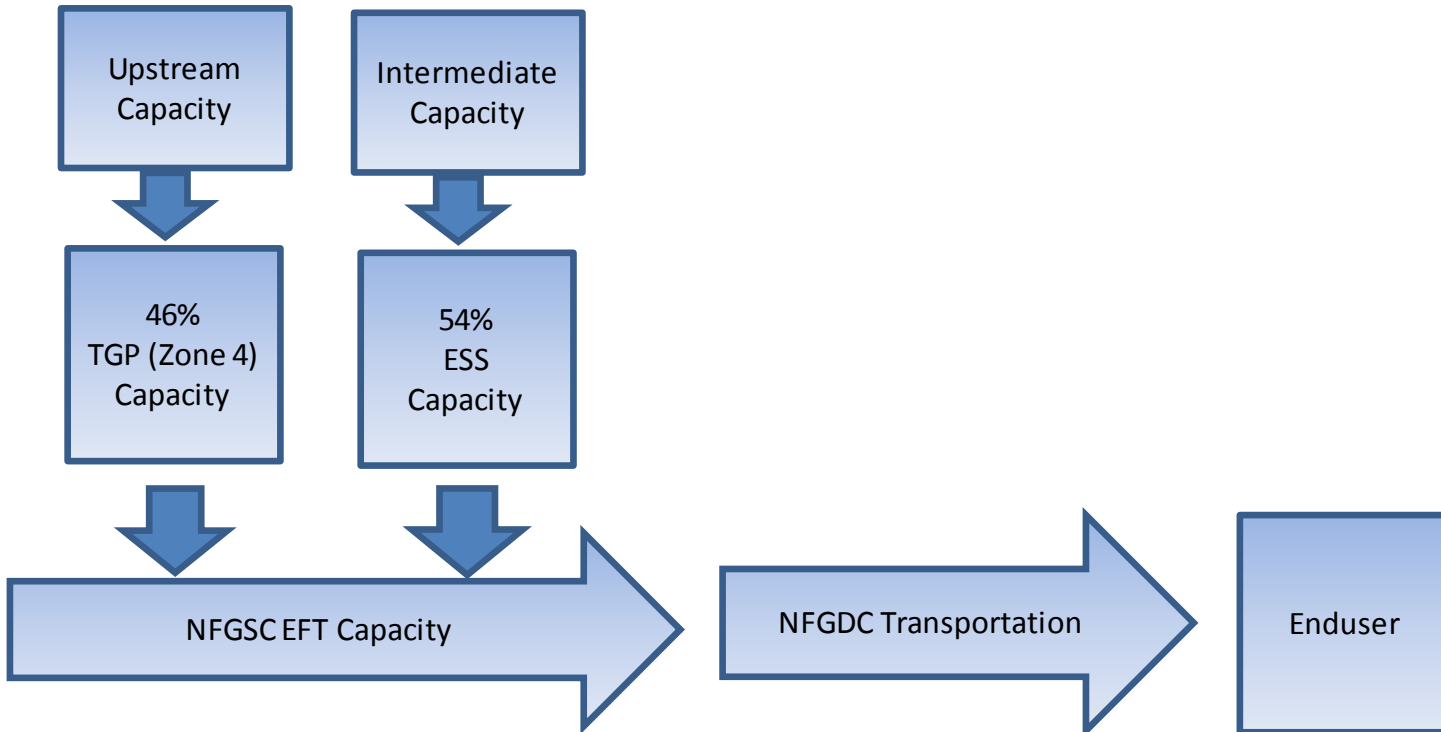 Upstream
Capacity
Intermediate
Capacity
46%
TGP (Zone 4)
Capacity
54%
ESS
Capacity
NFGSC EFT Capacity
NFGDC Transportation
Enduser